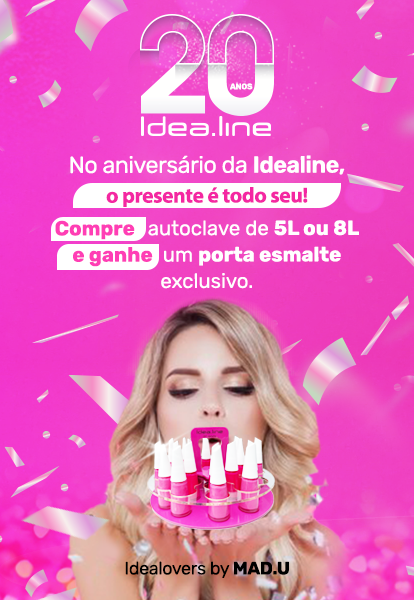 20
ANOS
Idea.line
No aniversário da Idealine,
o presente é todo seu!
Compre autoclave de 5L ou 8L
e ganhe um porta esmalte
exclusivo.
Idealovers by MAD.U